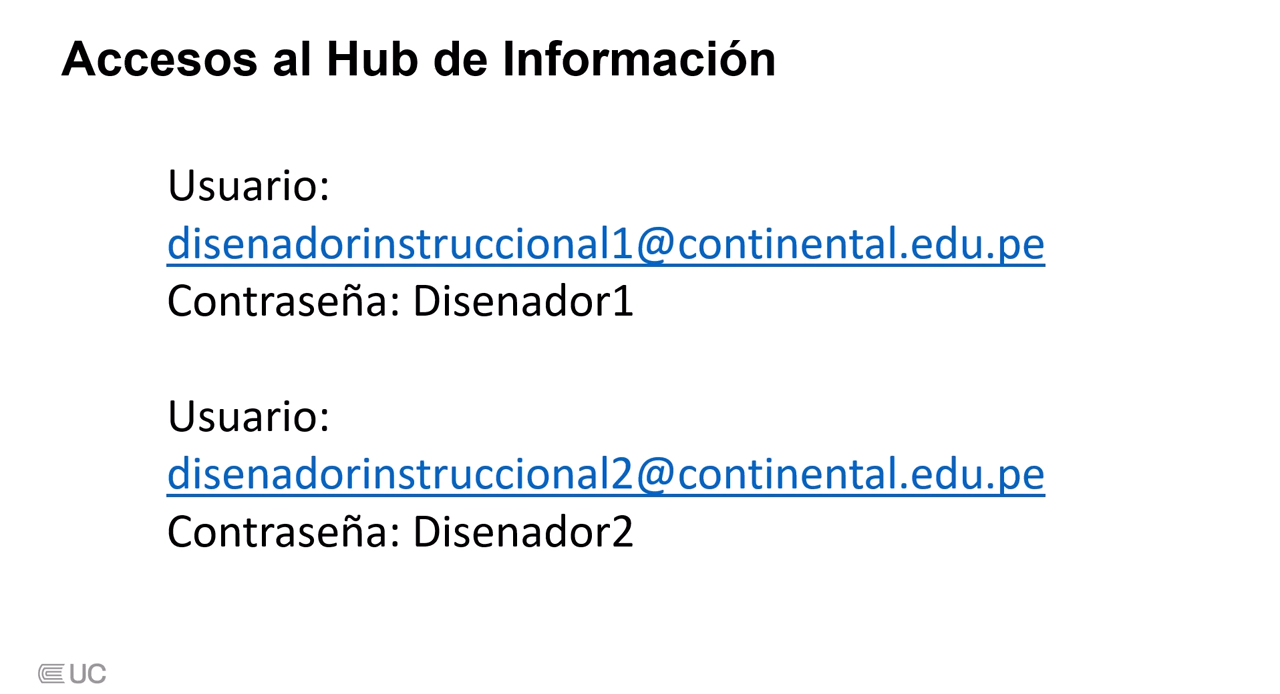 Accesos al Hub de Información
Usuario:
disenadorinstruccional1@continental.edu.pe
Contraseña: Disenador1
Usuario:
disenadorinstruccional2@continental.edu.pe
Contraseña: Disenador2
UC